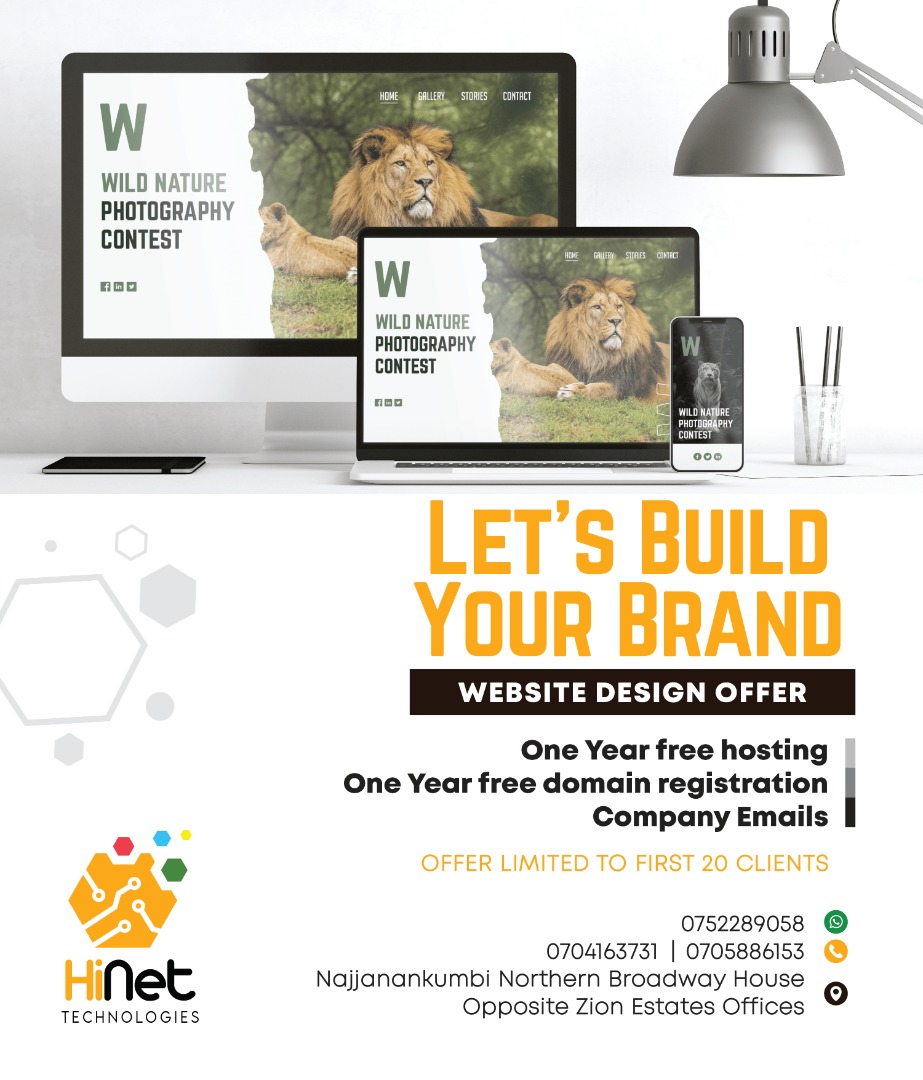 HOME GALLERY STORIES CONTACT
W
WILD NATURE
PHOTOGRAPHY
CONTEST
HOME GALLERY STORIES CONTACT
W
WILD NATURE
PHOTOGRAPHY
CONTEST
W
WILD NATURE
PHOTOGRAPHY
CONTEST
LET'S BUILD
YOUR BRAND
WEBSITE DESIGN OFFER
One Year free hosting
One Year free domain registration
Company Emails
OFFER LIMITED TO FIRST 20 CLIENTS
0752289058
0704163731 | 0705886153
Najjanankumbi Northern Broadway House
Opposite Zion Estates Offices
HiNet
TECHNOLOGIES